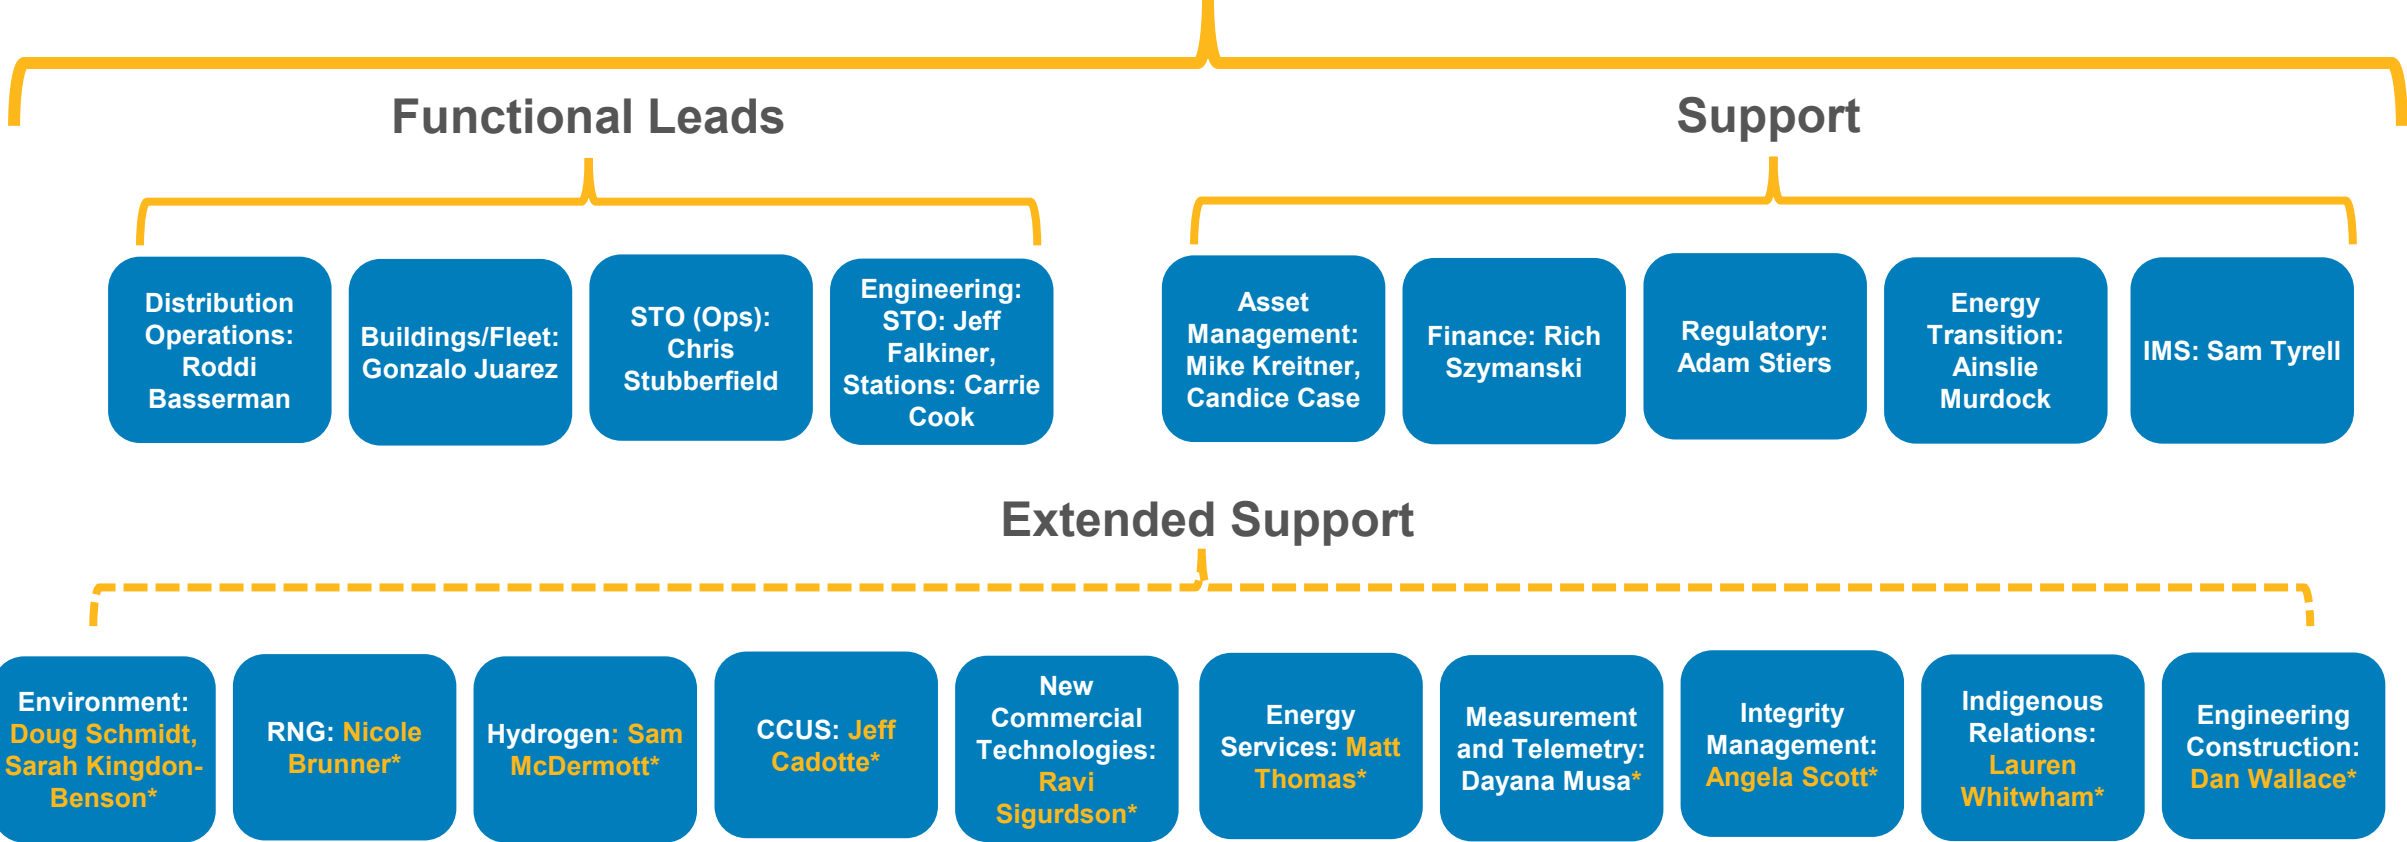 Functional Leads
Support
Distribution
Operations:
Roddi
Basserman
Buildings/Fleet:
Gonzalo Juarez
STO (Ops):
Chris
Stubberfield
Engineering:
STO: Jeff
Falkiner,
Stations: Carrie
Cook
Asset
Management:
Mike Kreitner,
Candice Case
Finance: Rich
Szymanski
Regulatory:
Adam Stiers
Energy
Transition:
Ainslie
Murdock
IMS: Sam Tyrell
Extended Support
Environment:
Doug Schmidt,
Sarah Kingdon-
Benson*
RNG: Nicole
Brunner*
Hydrogen: Sam
McDermott*
CCUS: Jeff
Cadotte*
New
Commercial
Technologies:
Ravi
Sigurdson*
Energy
Services: Matt
Thomas*
Measurement
and Telemetry:
Dayana Musa*
Integrity
Management:
Angela Scott*
Indigenous
Relations:
Lauren
Whitwham*
Engineering
Construction:
Dan Wallace*